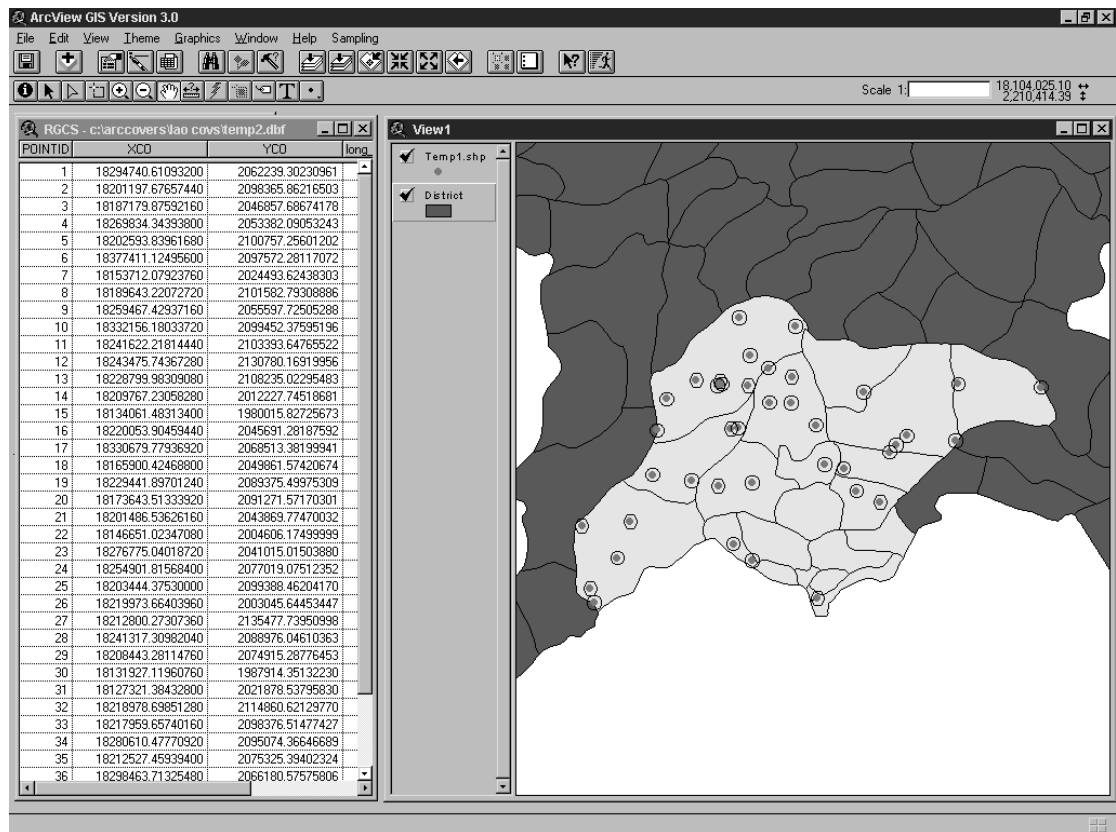 ArcView GIS Version 3.0
File Edit View Theme Graphics Window Help Sampling
Scale 1: 18,104,025.10
2,210,414.39
RGCS - c:\arccovers\lao covs\temp2.dbf
POINTID XCO YCO long_
1 18294740.61093200 2062239.30230961
2 18201197.67657440 2098365.86216503
3 18187179.87592160 2046857.68674178
4 18269834.34393800 2053382.09053243
5 18202593.83961680 2100757.25601202
6 18377411.12495600 2097572.28117072
7 18153712.07923760 2024493.62438303
8 18189643.22072720 2101582.79308886
9 18259467.42937160 2055597.72505288
10 18332156.18033720 2099452.37595196
11 18241622.21814440 2103393.64765522
12 18243475.74367280 2130780.16919956
13 18228799.98309080 2108235.02295483
14 18209767.23058280 2012227.74518681
15 18134061.48313400 1980015.82725673
16 18220053.90459440 2045691.28187592
17 18330679.77936920 2068513.38199941
18 18165900.42468800 2049861.57420674
19 18229441.89701240 2089375.49975309
20 18173643.51333920 2091271.57170301
21 18201486.53626160 2043869.77470032
22 18146651.02347080 2004606.17499999
23 18276775.04018720 2041015.01503880
24 18254901.81568400 2077019.07512352
25 18203444.37530000 2099388.46204170
26 18219973.66403960 2003045.64453447
27 18212800.27307360 2135477.73950998
28 18241317.30982040 2088976.04610363
29 18208443.28114760 2074915.28776453
30 18131927.11960760 1987914.35132230
31 18127321.38432800 2021878.53795830
32 18218978.69851280 2114860.62129770
33 18217959.65740160 2098376.51477427
34 18280610.47770920 2095074.36646689
35 18212527.45939400 2075325.39402324
36 18298463.71325480 2066180.57575806
View1
Temp1.shp
District